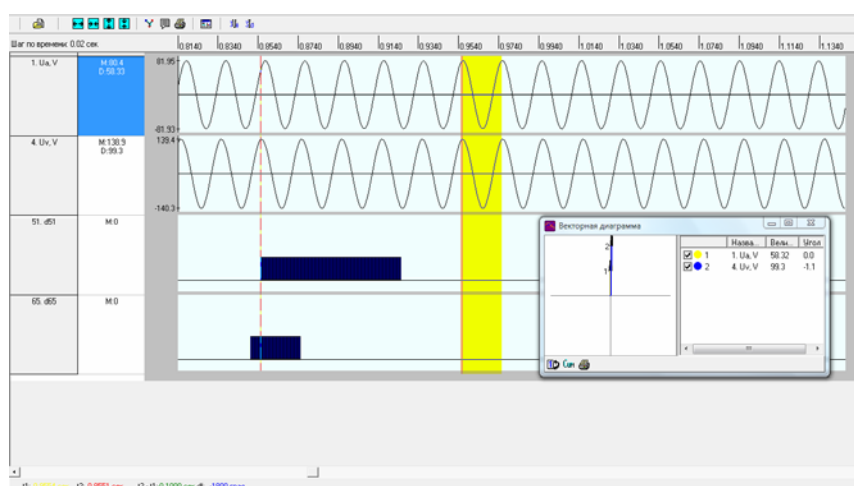 Шаг по времени: 0.02 сек.
0.8140 0.8340 0.8540 0.8740 0.8940 0.9140 0.9340 0.9540 0.9740 0.9940 1.0140 1.0340 1.0540 1.0740 1.0940 1.1140 1.1340
1. Ua, V
M:80.4
D:58.33
81.95
-81.93
4. Uv, V
M:138.9
D:99.3
139.4
-140.3
51. d51
M:0
65. d65
M:0
Векторная диаграмма
2
1
Назва... Вели... Угол
1 1. Ua, V 58.32 0.0
2 4. Uv, V 99.3 -1.1